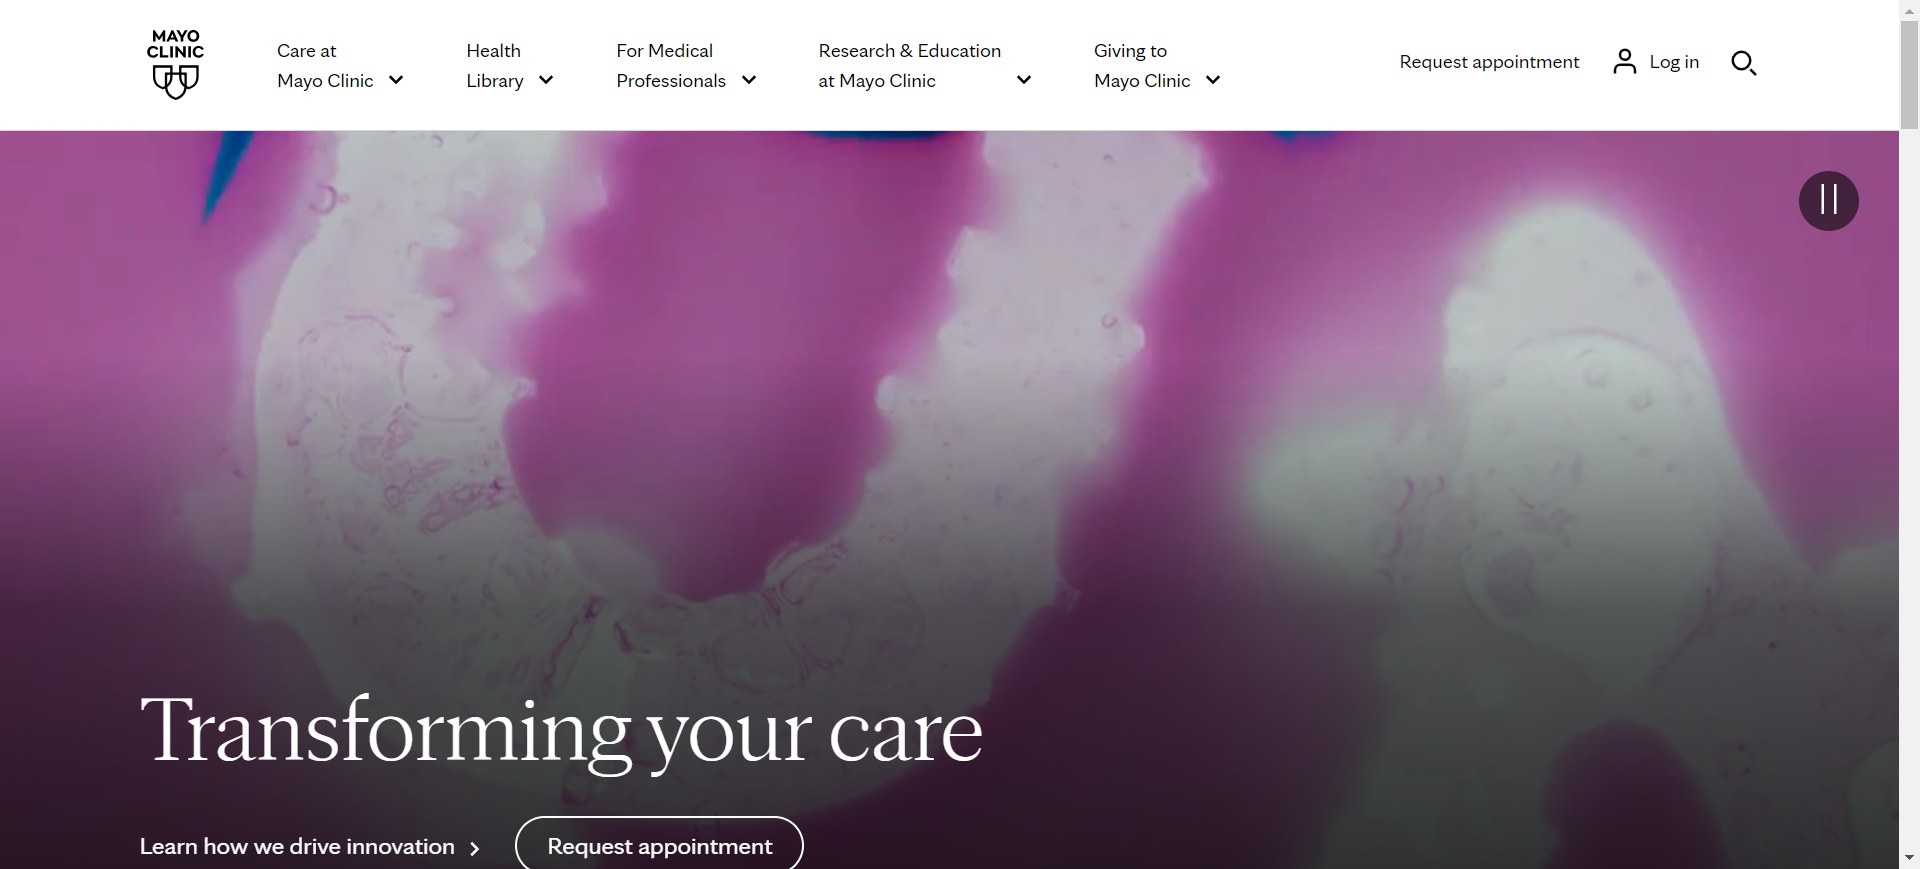 MAYO
CLINIC
Care at
Mayo Clinic
Health
Library
For Medical
Professionals
Research & Education
at Mayo Clinic
Giving to
Mayo Clinic
Request appointment
Log in
Transforming your care
Learn how we drive innovation
Request appointment